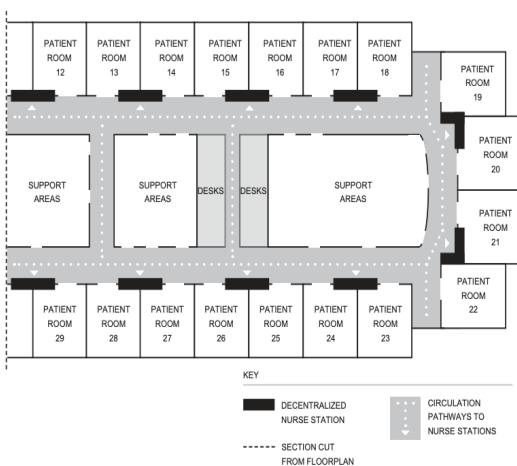 PATIENT
ROOM
12
PATIENT
ROOM
13
PATIENT
ROOM
14
PATIENT
ROOM
15
PATIENT
ROOM
16
PATIENT
ROOM
17
PATIENT
ROOM
18
PATIENT
ROOM
19
PATIENT
ROOM
20
SUPPORT
AREAS
SUPPORT
AREAS
DESKS
DESKS
SUPPORT
AREAS
PATIENT
ROOM
21
PATIENT
ROOM
22
PATIENT
ROOM
29
PATIENT
ROOM
28
PATIENT
ROOM
27
PATIENT
ROOM
26
PATIENT
ROOM
25
PATIENT
ROOM
24
PATIENT
ROOM
23
KEY
DECENTRALIZED
NURSE STATION
SECTION CUT
FROM FLOORPLAN
CIRCULATION
PATHWAYS TO
NURSE STATIONS